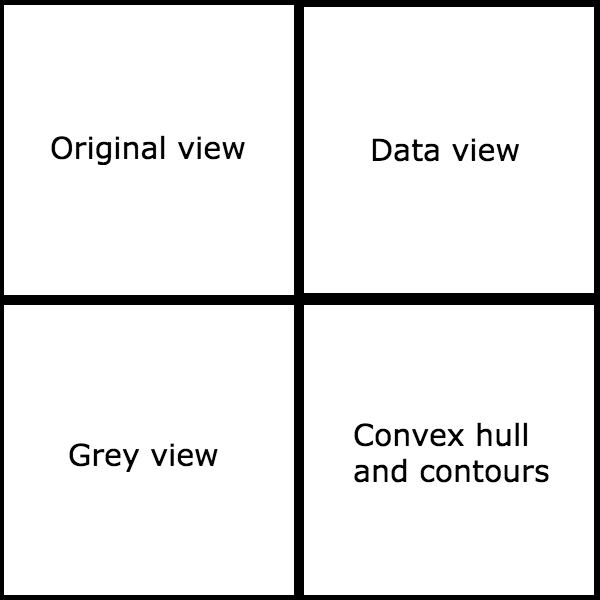 Original view
Data view
Grey view
Convex hull
and contours